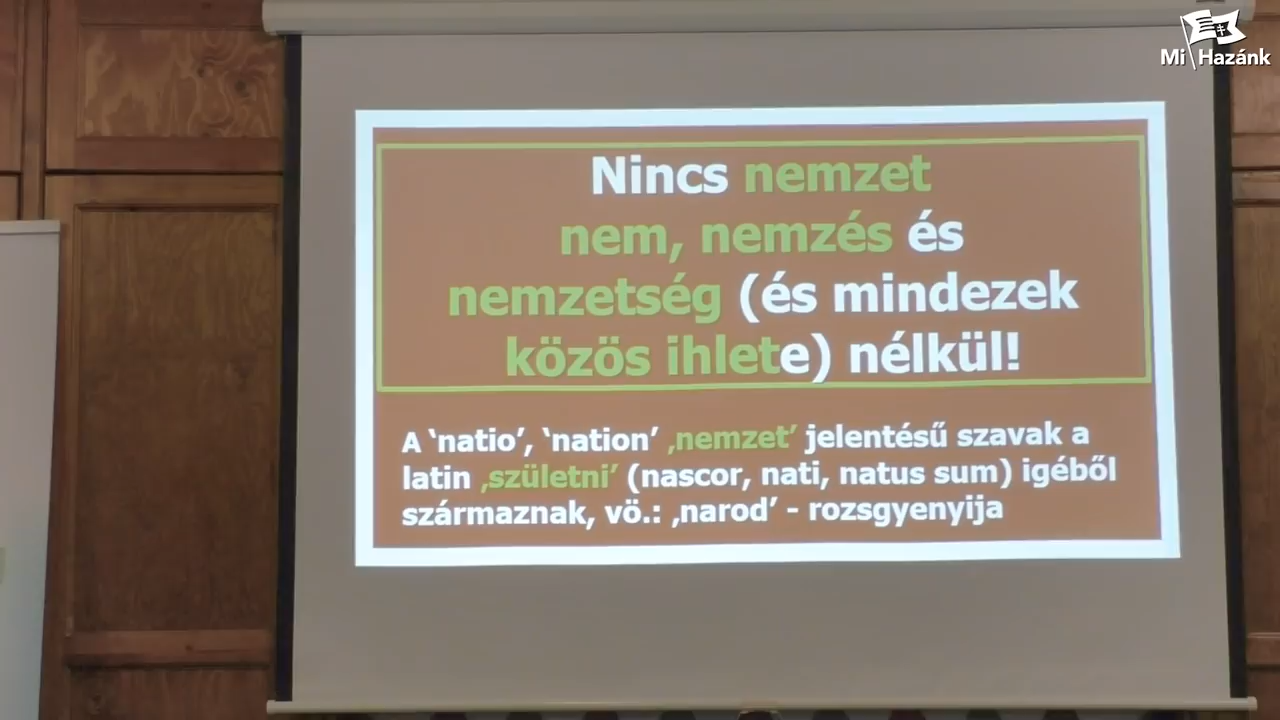 Mi Hazánk
Nincs nemzet
nem, nemzés és
nemzetség (és mindezek
közös ihlete) nélkül!
A ‘natio’, ‘nation’ ‚nemzet’ jelentésű szavak a
latin ‚születni’ (nascor, nati, natus sum) igéből
származnak, vö.: ‚narod’ - rozsgyenyija